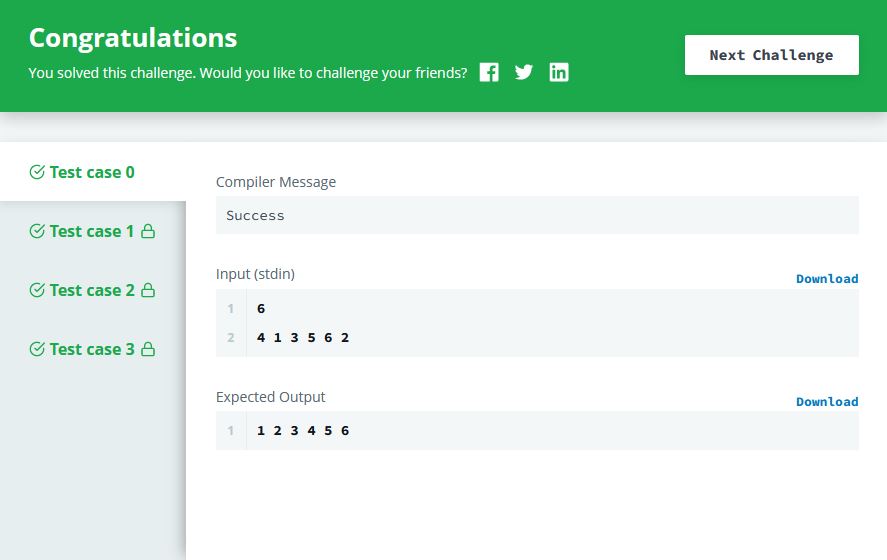 Congratulations
You solved this challenge. Would you like to challenge your friends?
Next Challenge
Test case 0
Test case 1
Test case 2
Test case 3
Compiler Message
Success
Input (stdin)
Download
1 6
2 4 1 3 5 6 2
Expected Output
Download
1 1 2 3 4 5 6